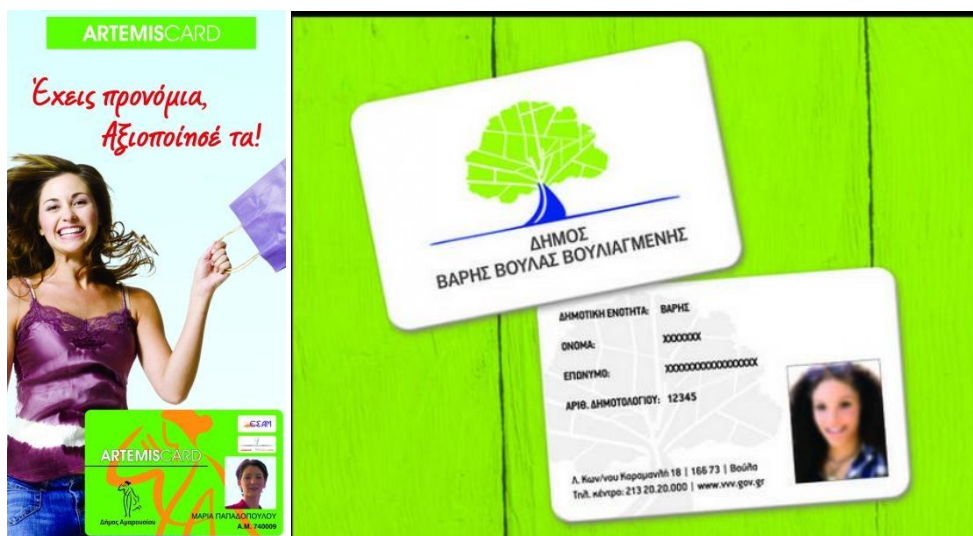 ARTEMISCARD
Έχεις προνόμια,
Αξιοποίησέ τα!
ΕΣΑΜ
ARTEMISCARD
Δήμος Αμαρουσίου
ΜΑΡΙΑ ΠΑΠΑΔΟΠΟΥΛΟΥ
Α.Μ. 740009
ΔΗΜΟΣ
ΒΑΡΗΣ ΒΟΥΛΑΣ ΒΟΥΛΙΑΓΜΕΝΗΣ
ΔΗΜΟΤΙΚΗ ΕΝΟΤΗΤΑ: ΒΑΡΗΣ
ΟΝΟΜΑ: XXXXXXX
ΕΠΩΝΥΜΟ: XXXXXXXXXXXXXXXXX
ΑΡΙΘ. ΔΗΜΟΤΟΛΟΓΙΟΥ: 12345
Λ. Κων/νου Καραμανλή 18 | 166 73 | Βούλα
Τηλ. κέντρο: 213 20.20.000 | www.vvv.gov.gr